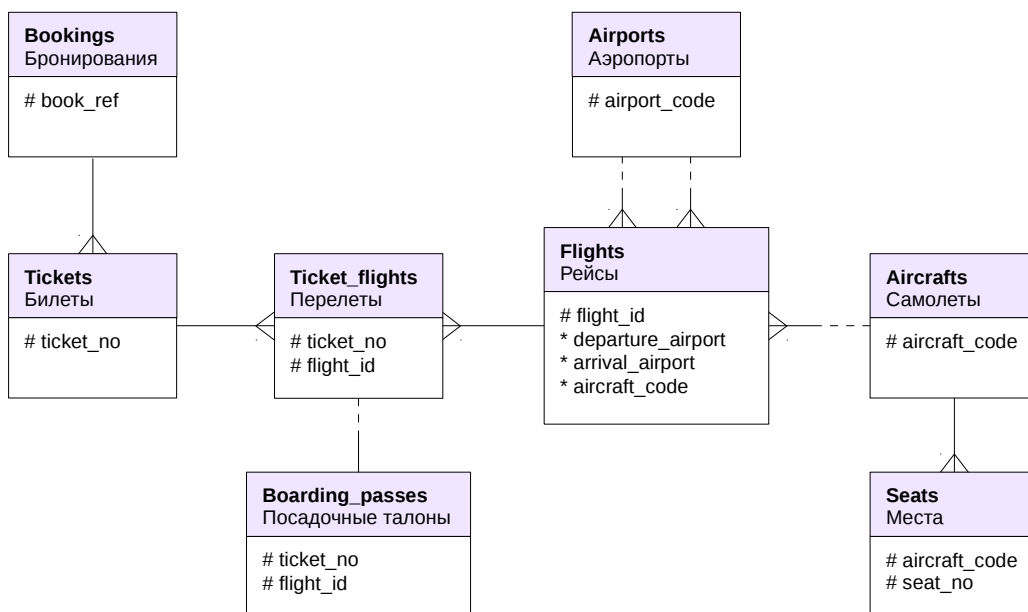 Bookings
Бронирования
# book_ref
Airports
Аэропорты
# airport_code
Tickets
Билеты
# ticket_no
Ticket_flights
Перелеты
# ticket_no
# flight_id
Flights
Рейсы
# flight_id
* departure_airport
* arrival_airport
* aircraft_code
Aircrafts
Самолеты
# aircraft_code
Boarding_passes
Посадочные талоны
# ticket_no
# flight_id
Seats
Места
# aircraft_code
# seat_no